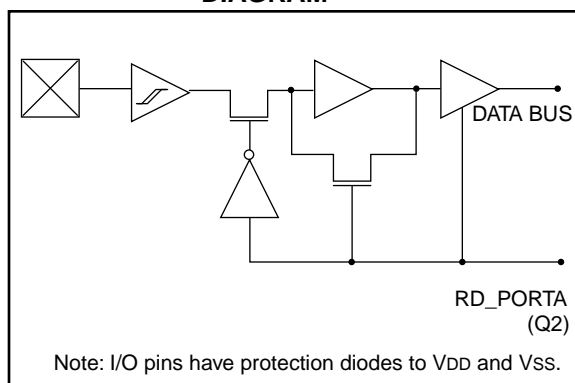 DIAGRAM
DATA BUS
RD_PORTA
(Q2)
Note: I/O pins have protection diodes to VDD and VSS.